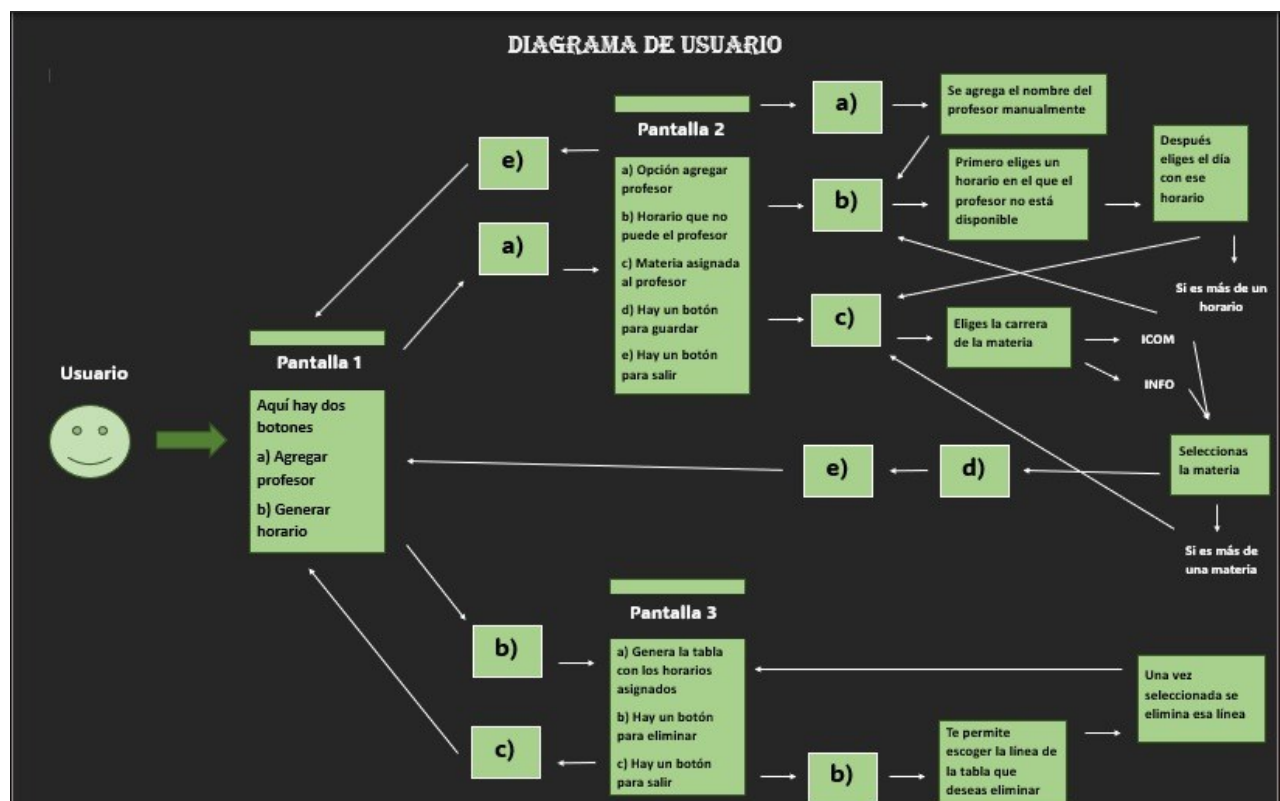 DIAGRAMA DE USUARIO
Usuario
Pantalla 1
Aquí hay dos
botones
a) Agregar
profesor
b) Generar
horario
e)
a)
Pantalla 2
a) Opción agregar
profesor
b) Horario que no
puede el profesor
c) Materia asignada
al profesor
d) Hay un botón
para guardar
e) Hay un botón
para salir
a)
Se agrega el nombre del
profesor manualmente
b)
Primero eliges un
horario en el que el
profesor no está
disponible
Después
eliges el día
con ese
horario
Si es más de un
horario
c)
Eliges la carrera
de la materia
ICOM
INFO
Seleccionas
la materia
Si es más de
una materia
d)
e)
b)
c)
Pantalla 3
a) Genera la tabla
con los horarios
asignados
b) Hay un botón
para eliminar
c) Hay un botón
para salir
b)
Te permite
escoger la línea de
la tabla que
deseas eliminar
Una vez
seleccionada se
elimina esa línea